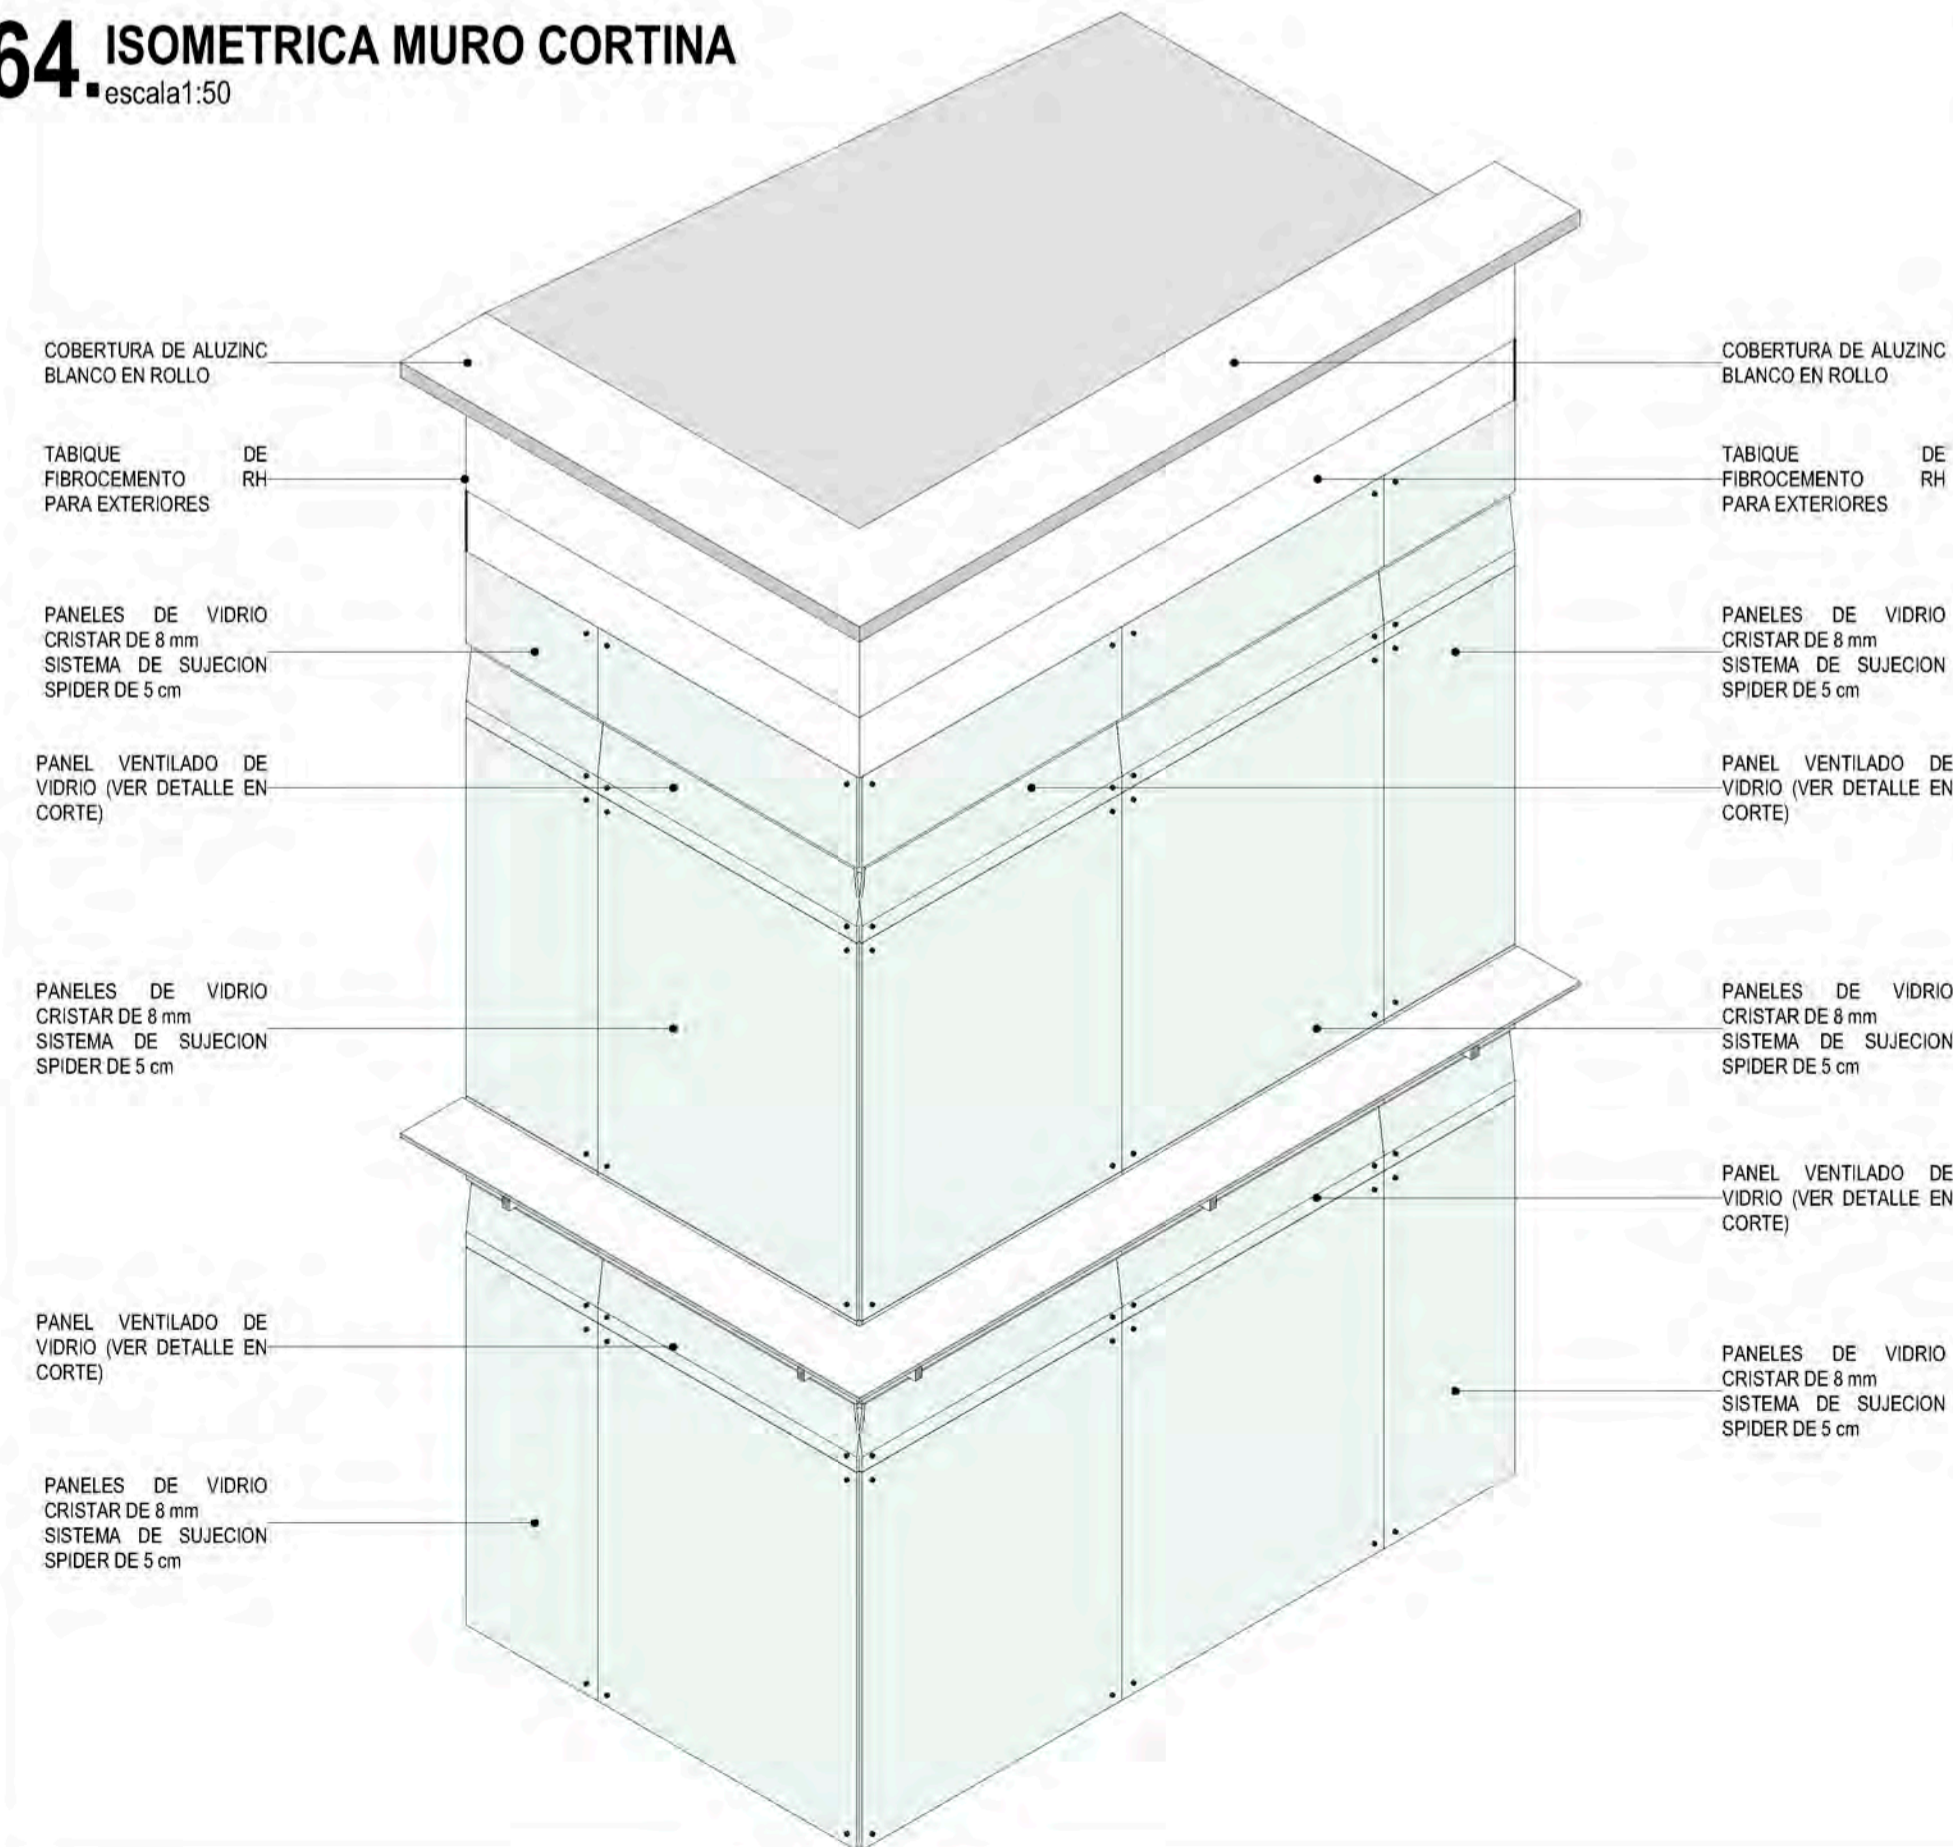 64. ISOMETRICA MURO CORTINA
escala1:50
COBERTURA DE ALUZINC
BLANCO EN ROLLO
TABIQUE DE
FIBROCEMENTO RH
PARA EXTERIORES
PANELES DE VIDRIO
CRISTAR DE 8 mm
SISTEMA DE SUJECION
SPIDER DE 5 cm
PANEL VENTILADO DE
VIDRIO (VER DETALLE EN
CORTE)
PANELES DE VIDRIO
CRISTAR DE 8 mm
SISTEMA DE SUJECION
SPIDER DE 5 cm
PANEL VENTILADO DE
VIDRIO (VER DETALLE EN
CORTE)
PANELES DE VIDRIO
CRISTAR DE 8 mm
SISTEMA DE SUJECION
SPIDER DE 5 cm
COBERTURA DE ALUZINC
BLANCO EN ROLLO
TABIQUE DE
FIBROCEMENTO RH
PARA EXTERIORES
PANELES DE VIDRIO
CRISTAR DE 8 mm
SISTEMA DE SUJECION
SPIDER DE 5 cm
PANEL VENTILADO DE
VIDRIO (VER DETALLE EN
CORTE)
PANELES DE VIDRIO
CRISTAR DE 8 mm
SISTEMA DE SUJECION
SPIDER DE 5 cm
PANEL VENTILADO DE
VIDRIO (VER DETALLE EN
CORTE)
PANELES DE VIDRIO
CRISTAR DE 8 mm
SISTEMA DE SUJECION
SPIDER DE 5 cm